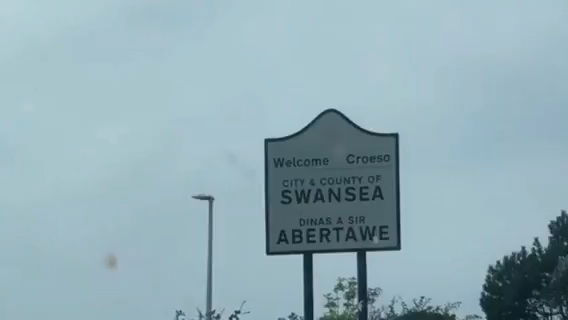 Welcome Croeso
CITY & COUNTY OF
SWANSEA
DINAS A SIR
ABERTAWE